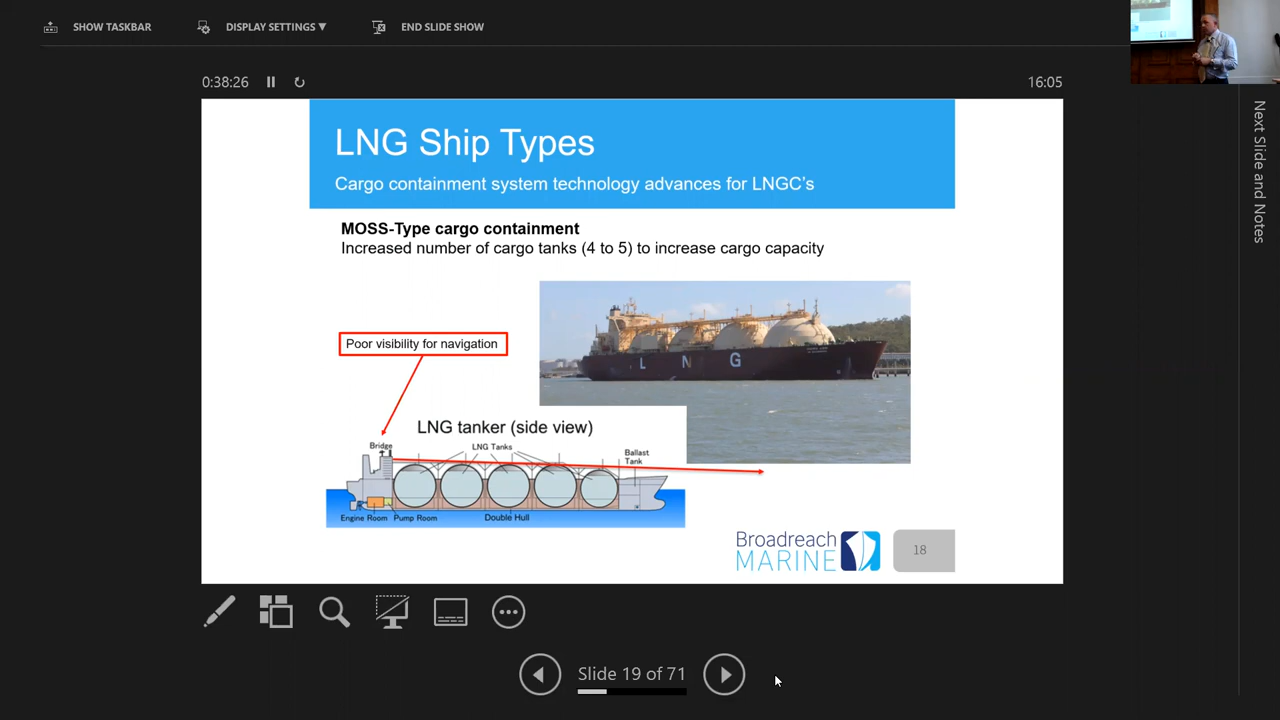 SHOW TASKBAR
DISPLAY SETTINGS ▼
END SLIDE SHOW
0:38:26
16:05
Next Slide and Notes
LNG Ship Types
Cargo containment system technology advances for LNGC's
MOSS-Type cargo containment
Increased number of cargo tanks (4 to 5) to increase cargo capacity
Poor visibility for navigation
L N G
LNG tanker (side view)
Bridge
LNG Tanks
Ballast
Tank
Engine Room
Pump Room
Double Hull
Broadreach
MARINE
18
Slide 19 of 71